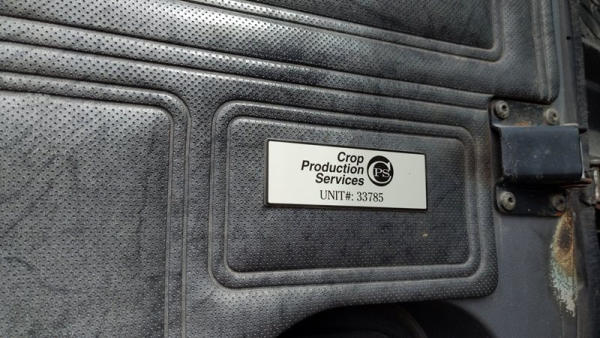 Crop
Production
Services
CPS
UNIT#: 33785